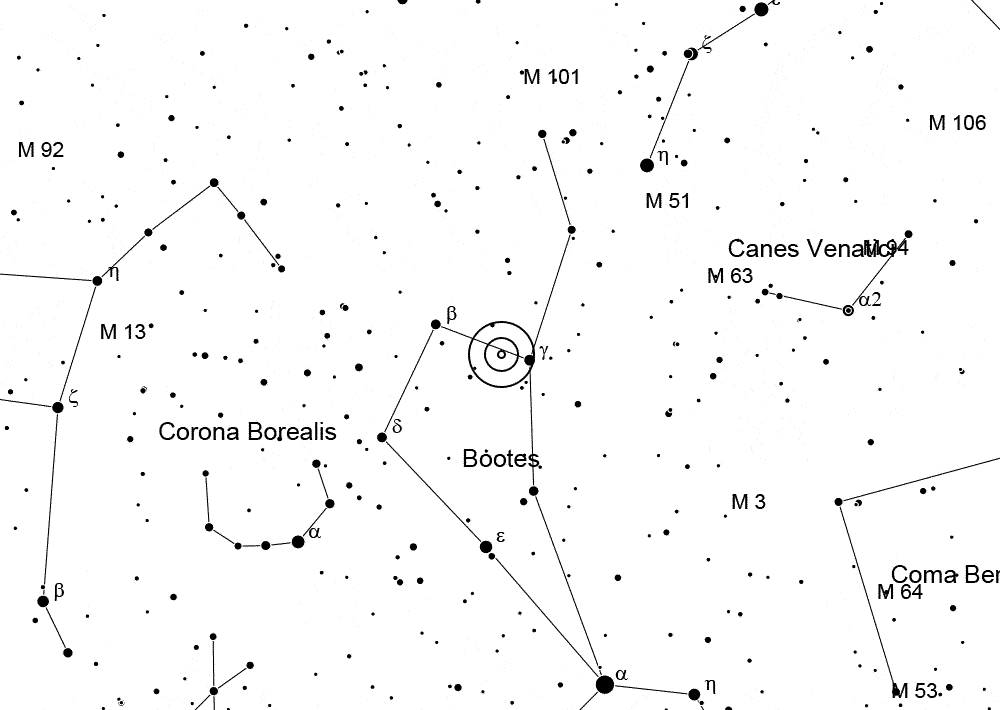 ζ
M 101
M 106
M 92
η
M 51
Canes Venatici
M 94
M 63
η
α2
β
M 13
γ
ζ
δ
Corona Borealis
Bootes
M 3
α
ε
Coma Ber
β
M 64
α
η
M 53